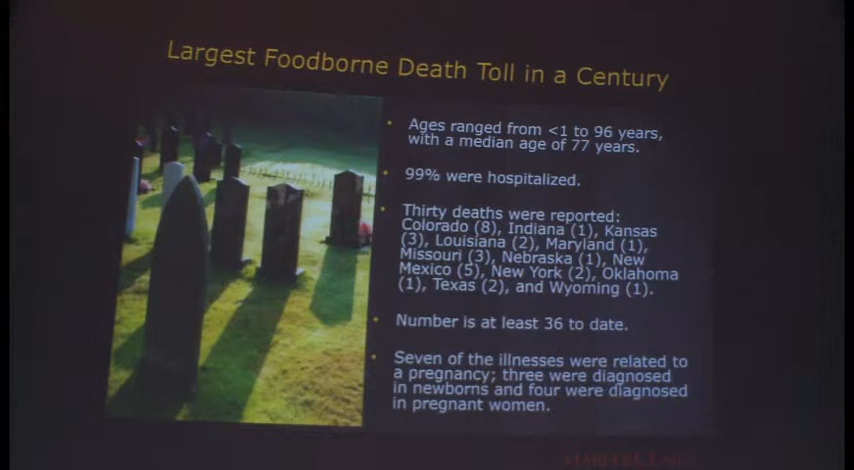 Largest Foodborne Death Toll in a Century
Ages ranged from <1 to 96 years,
with a median age of 77 years.
99% were hospitalized.
Thirty deaths were reported:
Colorado (8), Indiana (1), Kansas
(3), Louisiana (2), Maryland (1),
Missouri (3), Nebraska (1), New
Mexico (5), New York (2), Oklahoma
(1), Texas (2), and Wyoming (1).
Number is at least 36 to date.
Seven of the illnesses were related to
a pregnancy; three were diagnosed
in newborns and four were diagnosed
in pregnant women.